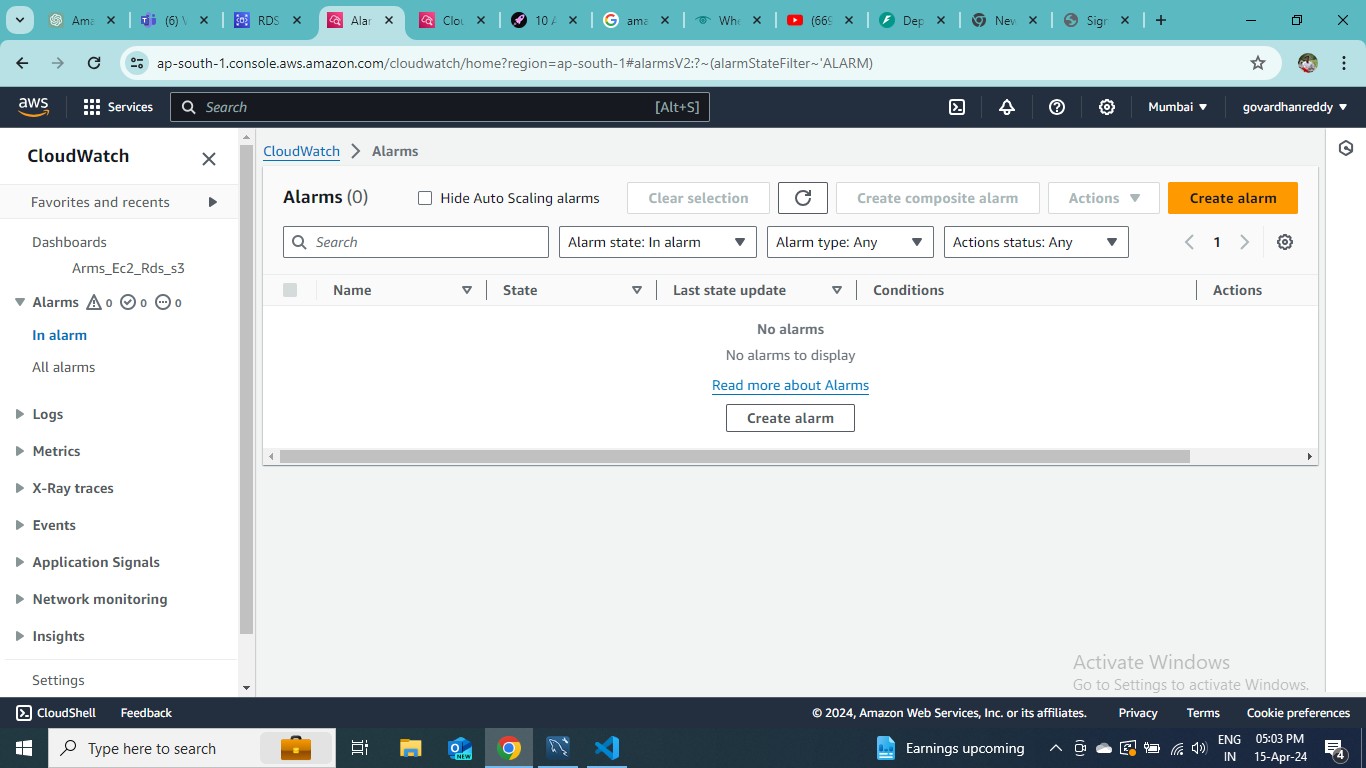 Ama
(6) V
RDS
Alar
Clou
10 A
ama
Whe
(669
Dep
New
Sign
ap-south-1.console.aws.amazon.com/cloudwatch/home?region=ap-south-1#alarmsV2:?~(alarmStateFilter~'ALARM)
aws
Services
Search
[Alt+S]
Mumbai
govardhanreddy
CloudWatch
Favorites and recents
Dashboards
Arms_Ec2_Rds_s3
Alarms 0 0 0
In alarm
All alarms
Logs
Metrics
X-Ray traces
Events
Application Signals
Network monitoring
Insights
Settings
CloudWatch > Alarms
Alarms (0)
Hide Auto Scaling alarms
Clear selection
Create composite alarm
Actions
Create alarm
Search
Alarm state: In alarm
Alarm type: Any
Actions status: Any
1
Name
State
Last state update
Conditions
Actions
No alarms
No alarms to display
Read more about Alarms
Create alarm
Activate Windows
Go to Settings to activate Windows.
CloudShell
Feedback
© 2024, Amazon Web Services, Inc. or its affiliates.
Privacy
Terms
Cookie preferences
Type here to search
NEW
Earnings upcoming
ENG
IN
05:03 PM
15-Apr-24
4